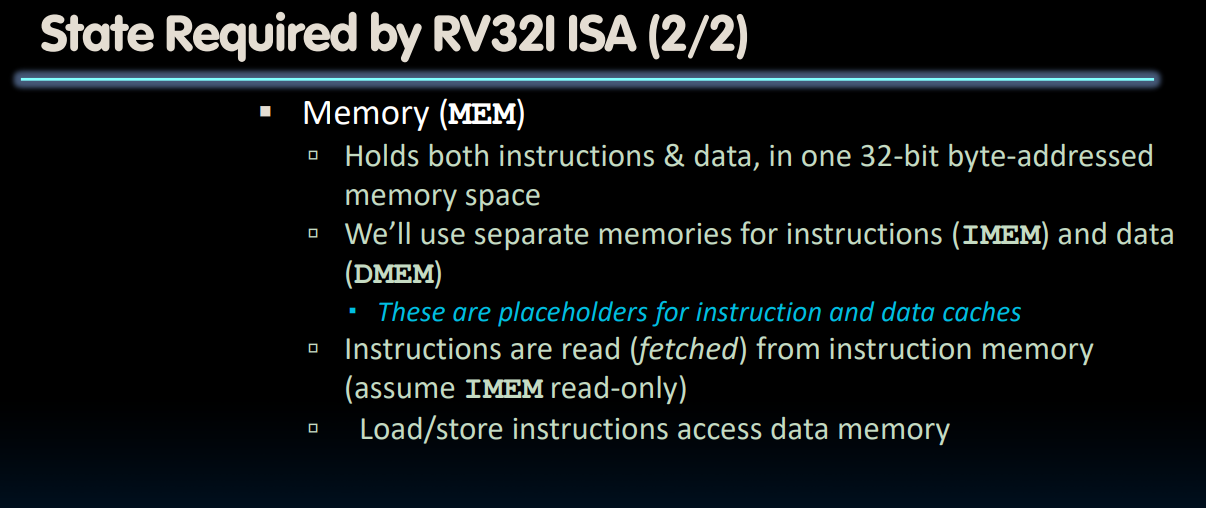 State Required by RV32I ISA (2/2)
▪ Memory (MEM)
▫ Holds both instructions & data, in one 32-bit byte-addressed
memory space
▫ We’ll use separate memories for instructions (IMEM) and data
(DMEM)
▪ These are placeholders for instruction and data caches
▫ Instructions are read (fetched) from instruction memory
(assume IMEM read-only)
▫ Load/store instructions access data memory